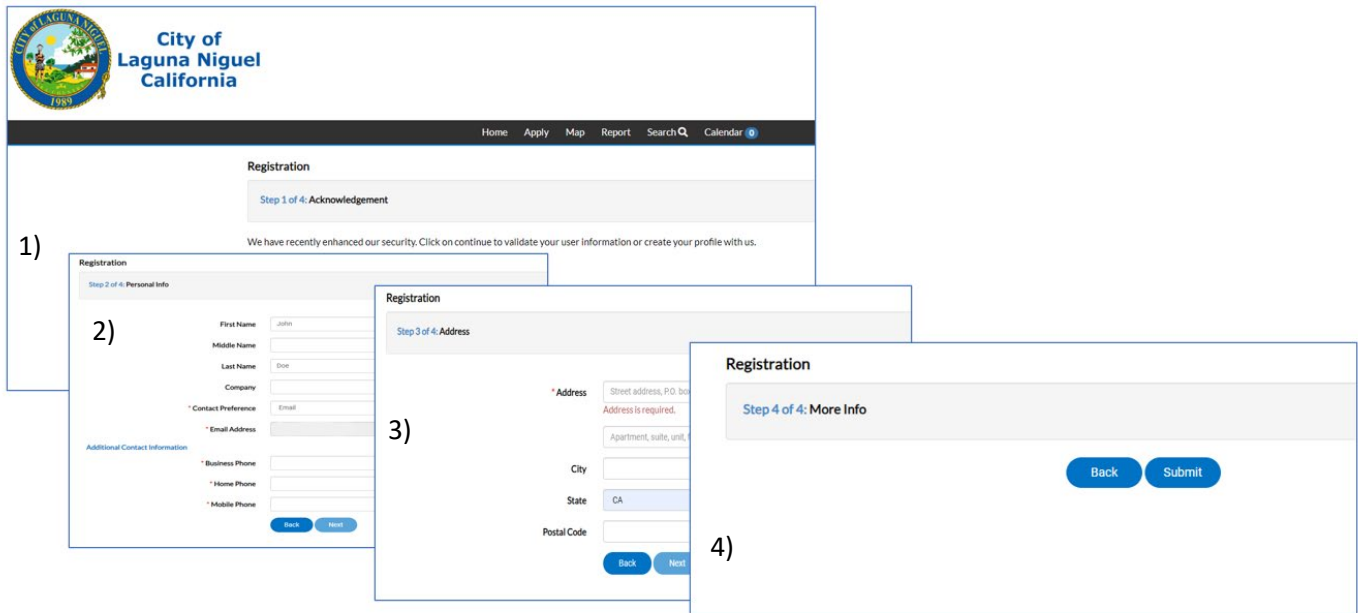 CITY OF LAGUNA NIGUEL
1989
City of
Laguna Niguel
California
Home Apply Map Report Search Calendar 0
Registration
Step 1 of 4: Acknowledgement
We have recently enhanced our security. Click on continue to validate your user information or create your profile with us.
1)
Registration
Step 2 of 4: Personal Info
2)
First Name John
Middle Name
Last Name Doe
Company
* Contact Preference Email
* Email Address
Additional Contact Information
* Business Phone
* Home Phone
* Mobile Phone
Back Next
Registration
Step 3 of 4: Address
* Address Street address, P.O.
Address is required.
Apartment, suite, unit,
3)
City
State CA
Postal Code
Back Next
Registration
Step 4 of 4: More Info
Back Submit
4)